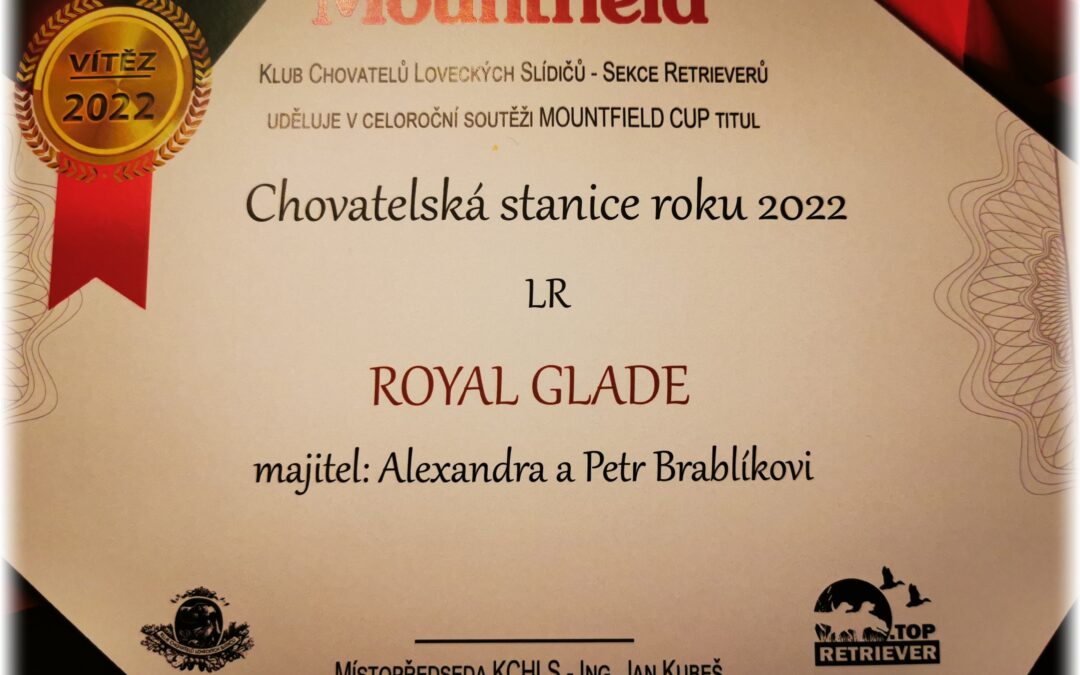 Mountfield
VÍTĚZ
2022
KLUB CHOVATELŮ LOVECKÝCH SLÍDIČŮ - SEKCE RETRIEVERŮ
UDĚLUJE V CELOROČNÍ SOUTĚŽI MOUNTFIELD CUP TITUL
Chovatelská stanice roku 2022
LR
ROYAL GLADE
majitel: Alexandra a Petr Brablíkovi
.TOP
RETRIEVER
MÍSTOPŘEDSEDA KCHLS - ING. JAN KUBEŠ